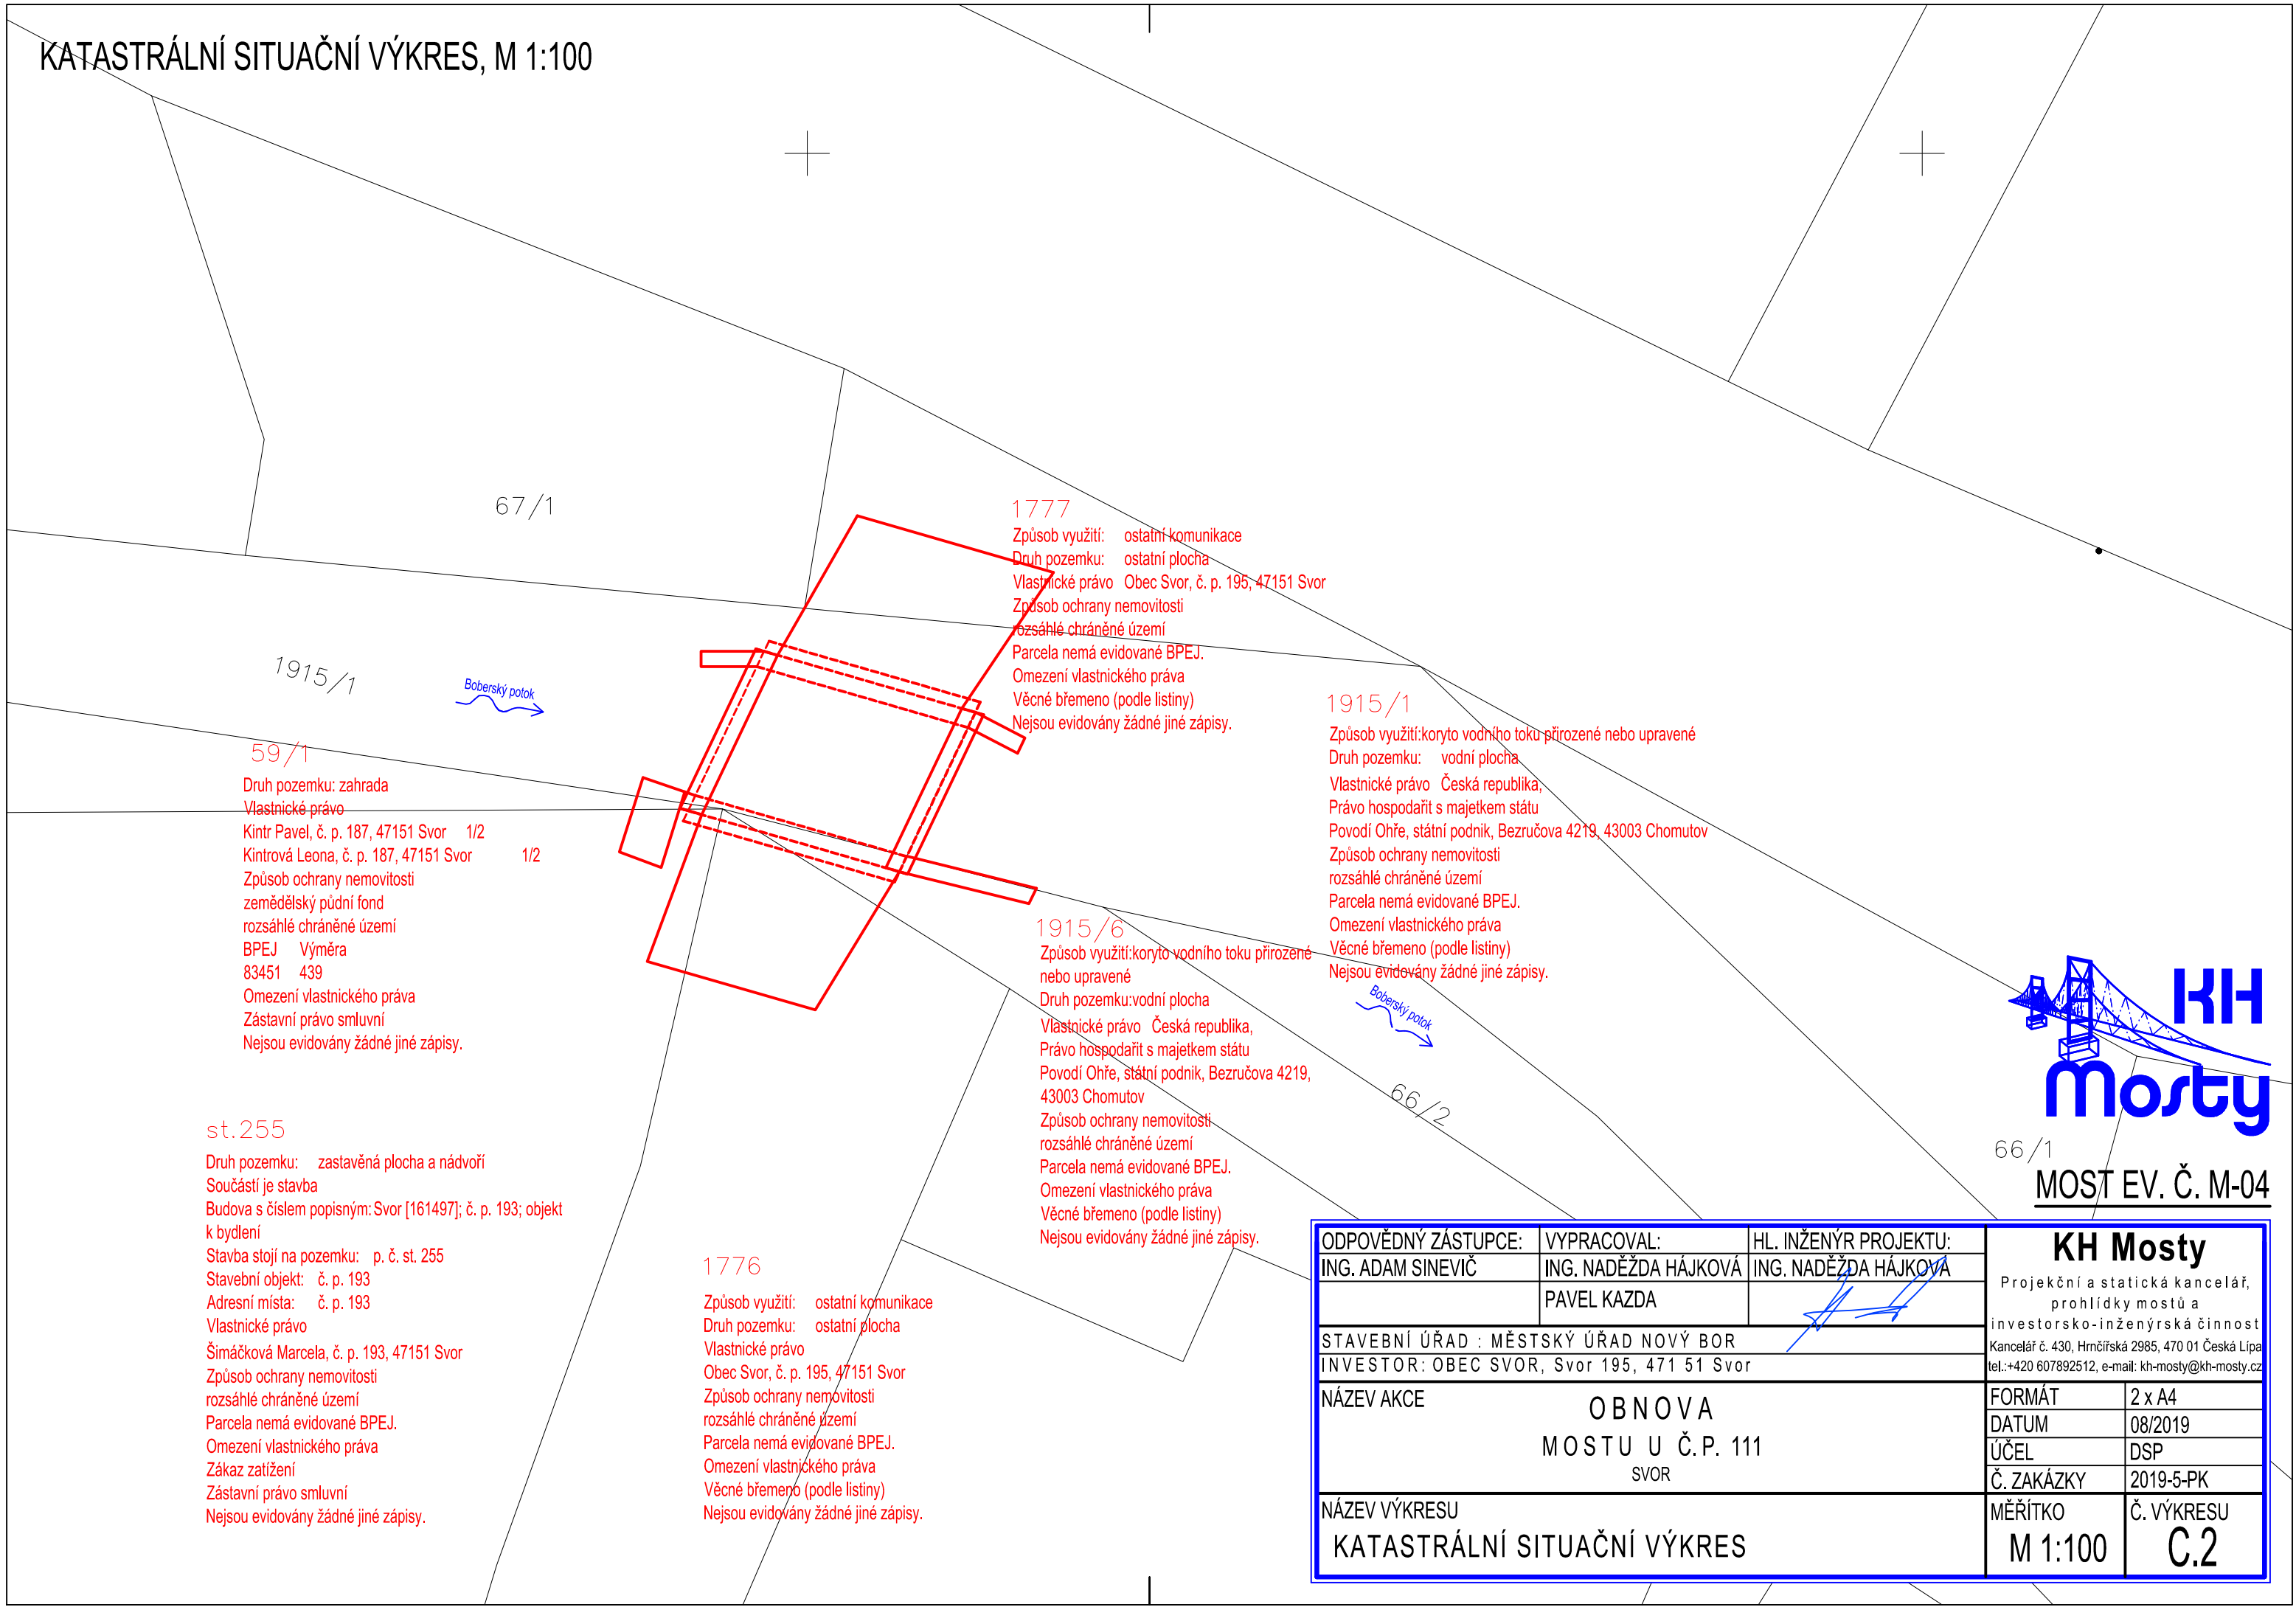 KATASTRÁLNÍ SITUAČNÍ VÝKRES, M 1:100
67/1
1915/1
Boberský potok
1777
Způsob využití: ostatní komunikace
Druh pozemku: ostatní plocha
Vlastnické právo Obec Svor, č. p. 195, 47151 Svor
Způsob ochrany nemovitosti
rozsáhlé chráněné území
Parcela nemá evidované BPEJ.
Omezení vlastnického práva
Věcné břemeno (podle listiny)
Nejsou evidovány žádné jiné zápisy.
1915/1
Způsob využití:koryto vodního toku přirozené nebo upravené
Druh pozemku: vodní plocha
Vlastnické právo Česká republika,
Právo hospodařit s majetkem státu
Povodí Ohře, státní podnik, Bezručova 4219, 43003 Chomutov
Způsob ochrany nemovitosti
rozsáhlé chráněné území
Parcela nemá evidované BPEJ.
Omezení vlastnického práva
Věcné břemeno (podle listiny)
Nejsou evidovány žádné jiné zápisy.
59/1
Druh pozemku: zahrada
Vlastnické právo
Kintr Pavel, č. p. 187, 47151 Svor 1/2
Kintrová Leona, č. p. 187, 47151 Svor 1/2
Způsob ochrany nemovitosti
zemědělský půdní fond
rozsáhlé chráněné území
BPEJ Výměra
83451 439
Omezení vlastnického práva
Zástavní právo smluvní
Nejsou evidovány žádné jiné zápisy.
1915/6
Způsob využití:koryto vodního toku přirozené
nebo upravené
Druh pozemku:vodní plocha
Vlastnické právo Česká republika,
Právo hospodařit s majetkem státu
Povodí Ohře, státní podnik, Bezručova 4219,
43003 Chomutov
Způsob ochrany nemovitosti
rozsáhlé chráněné území
Parcela nemá evidované BPEJ.
Omezení vlastnického práva
Věcné břemeno (podle listiny)
Nejsou evidovány žádné jiné zápisy.
Boberský potok
66/2
66/1
st.255
Druh pozemku: zastavěná plocha a nádvoří
Součástí je stavba
Budova s číslem popisným: Svor [161497]; č. p. 193; objekt
k bydlení
Stavba stojí na pozemku: p. č. st. 255
Stavební objekt: č. p. 193
Adresní místa: č. p. 193
Vlastnické právo
Šimáčková Marcela, č. p. 193, 47151 Svor
Způsob ochrany nemovitosti
rozsáhlé chráněné území
Parcela nemá evidované BPEJ.
Omezení vlastnického práva
Zákaz zatížení
Zástavní právo smluvní
Nejsou evidovány žádné jiné zápisy.
1776
Způsob využití: ostatní komunikace
Druh pozemku: ostatní plocha
Vlastnické právo
Obec Svor, č. p. 195, 47151 Svor
Způsob ochrany nemovitosti
rozsáhlé chráněné území
Parcela nemá evidované BPEJ.
Omezení vlastnického práva
Věcné břemeno (podle listiny)
Nejsou evidovány žádné jiné zápisy.
KH
Mosty
MOST EV. Č. M-04
ODPOVĚDNÝ ZÁSTUPCE: VYPRACOVAL: HL. INŽENÝR PROJEKTU:
ING. ADAM SINEVIČ ING. NADĚŽDA HÁJKOVÁ ING. NADĚŽDA HÁJKOVÁ
PAVEL KAZDA
STAVEBNÍ ÚŘAD : MĚSTSKÝ ÚŘAD NOVÝ BOR
INVESTOR: OBEC SVOR, Svor 195, 471 51 Svor
KH Mosty
Projekční a statická kancelář,
prohlídky mostů a
investorsko-inženýrská činnost
Kancelář č. 430, Hrnčířská 2985, 470 01 Česká Lípa
tel.:+420 607892512, e-mail: kh-mosty@kh-mosty.cz
NÁZEV AKCE
OBNOVA
MOSTU U Č.P. 111
SVOR
FORMÁT 2 x A4
DATUM 08/2019
ÚČEL DSP
Č. ZAKÁZKY 2019-5-PK
NÁZEV VÝKRESU
KATASTRÁLNÍ SITUAČNÍ VÝKRES
MĚŘÍTKO
M 1:100
Č. VÝKRESU
C.2